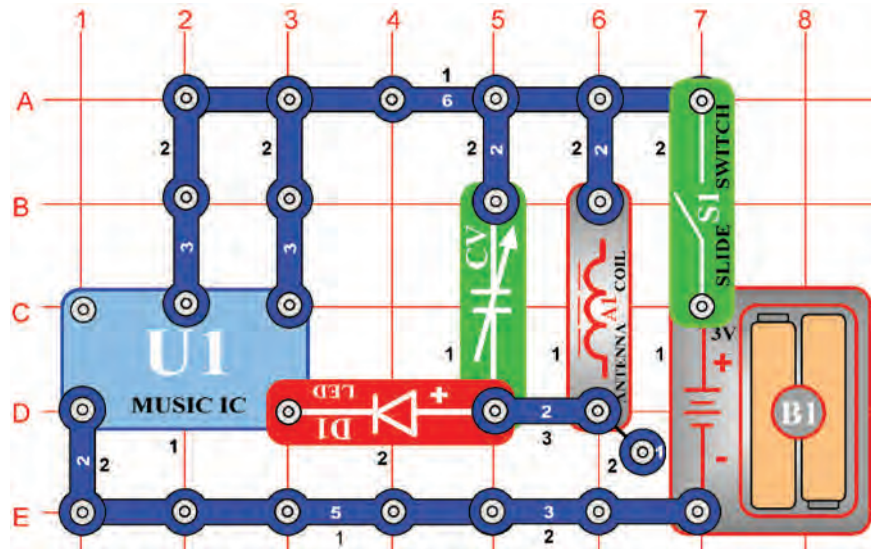 1 2 3 4 5 6 7 8
1
A 6
2 2 2 2 2 2 2
B
S1
SLIDE SWITCH
3 3
CV
A1
ANTENNA COIL
C
U1
1 1 1 3V
+
MUSIC IC
LED
D1
+
D 2
3
B1
1 2 2 1
-
2 2
E 5 3
1 2